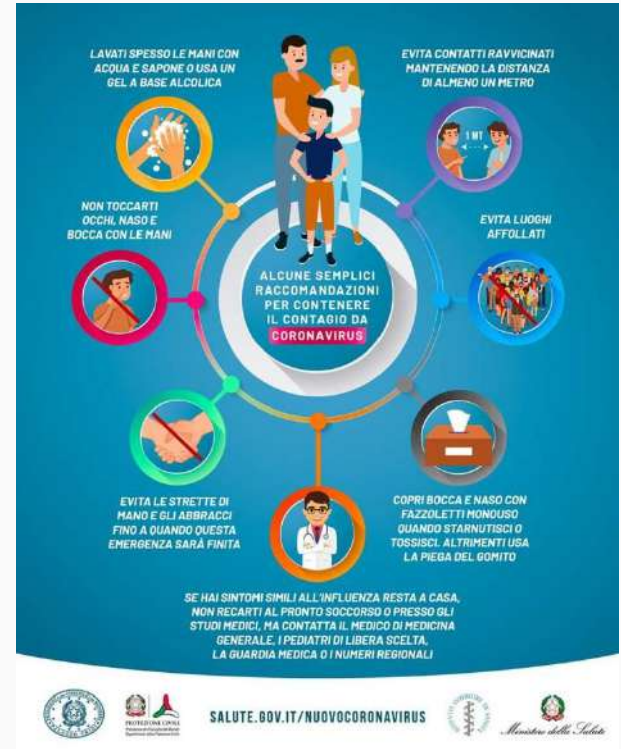 LAVATI SPESSO LE MANI CON
ACQUA E SAPONE O USA UN
GEL A BASE ALCOLICA
EVITA CONTATTI RAVVICINATI
MANTENENDO LA DISTANZA
DI ALMENO UN METRO
1 MT
NON TOCCARTI
OCCHI, NASO E
BOCCA CON LE MANI
EVITA LUOGHI
AFFOLLATI
ALCUNE SEMPLICI
RACCOMANDAZIONI
PER CONTENERE
IL CONTAGIO DA
CORONAVIRUS
EVITA LE STRETTE DI
MANO E GLI ABBRACCI
FINO A QUANDO QUESTA
EMERGENZA SARÀ FINITA
COPRI BOCCA E NASO CON
FAZZOLETTI MONOUSO
QUANDO STARNUTISCI O
TOSSISCI. ALTRIMENTI USA
LA PIEGA DEL GOMITO
SE HAI SINTOMI SIMILI ALL'INFLUENZA RESTA A CASA,
NON RECARTI AL PRONTO SOCCORSO O PRESSO GLI
STUDI MEDICI, MA CONTATTA IL MEDICO DI MEDICINA
GENERALE, I PEDIATRI DI LIBERA SCELTA,
LA GUARDIA MEDICA O I NUMERI REGIONALI
PROTEZIONE CIVILE
SALUTE.GOV.IT/NUOVOCORONAVIRUS
Ministero della Salute